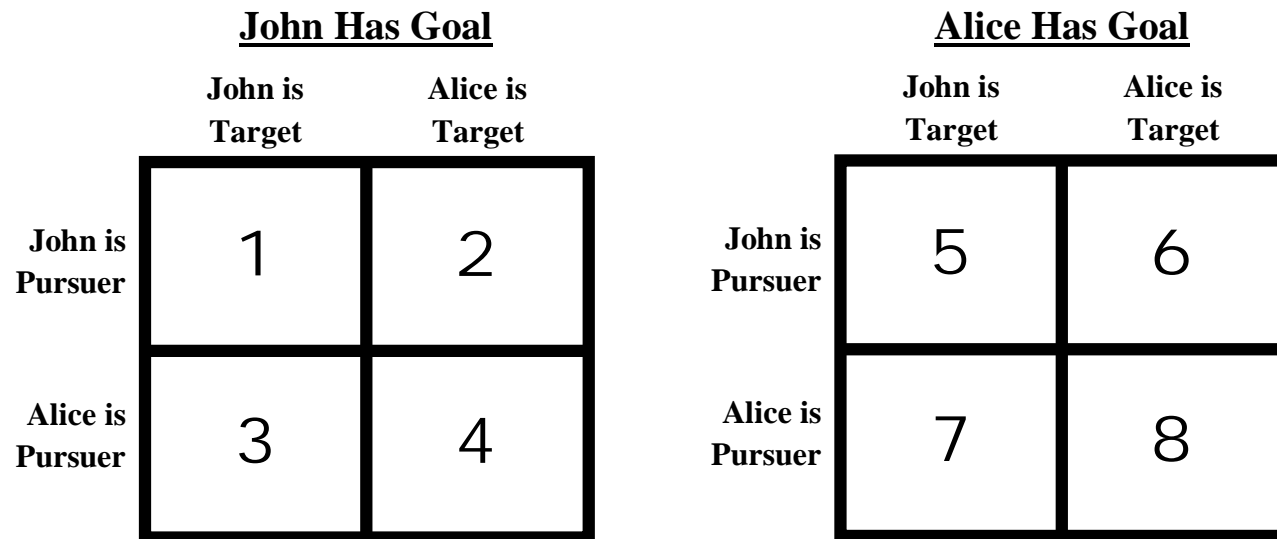 John Has Goal
John is Target
Alice is Target
John is Pursuer
1
2
Alice is Pursuer
3
4
Alice Has Goal
John is Target
Alice is Target
John is Pursuer
5
6
Alice is Pursuer
7
8